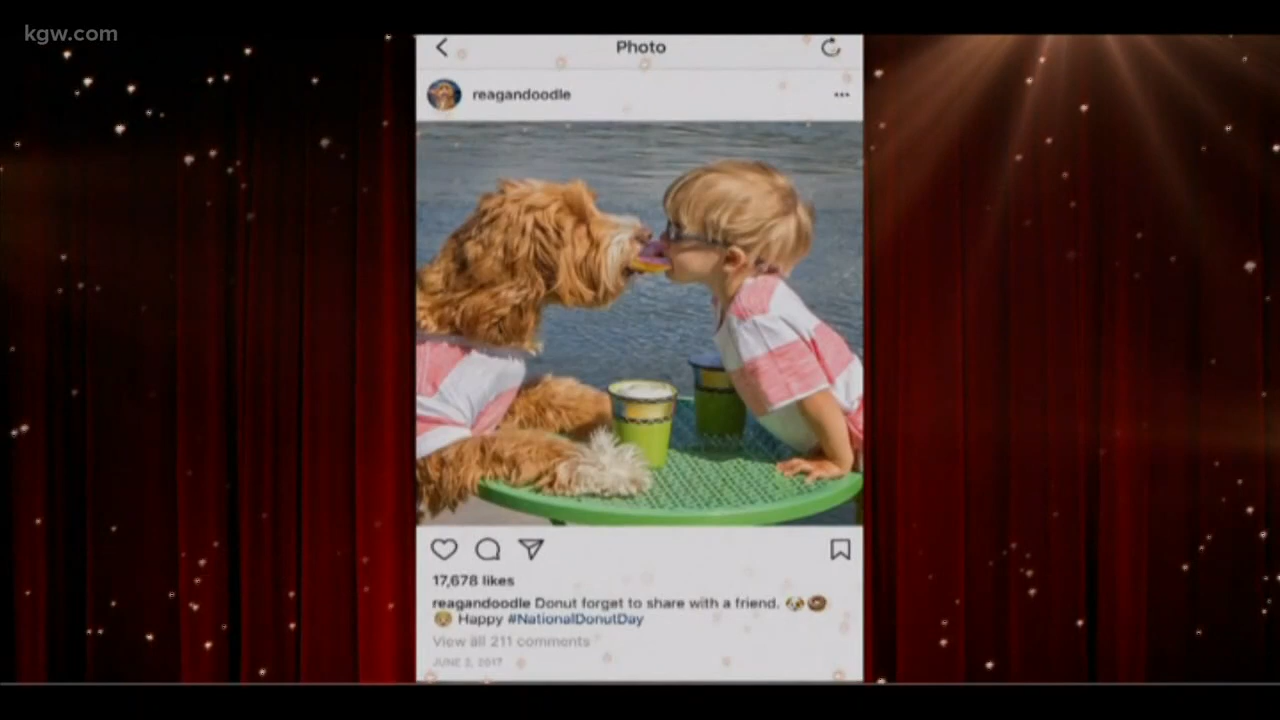 kgw.com
Photo
reagandoodle
17,678 likes
reagandoodle Donut forget to share with a friend. 🐶🍩
👦 Happy #NationalDonutDay
View all 211 comments
JUNE 2, 2017